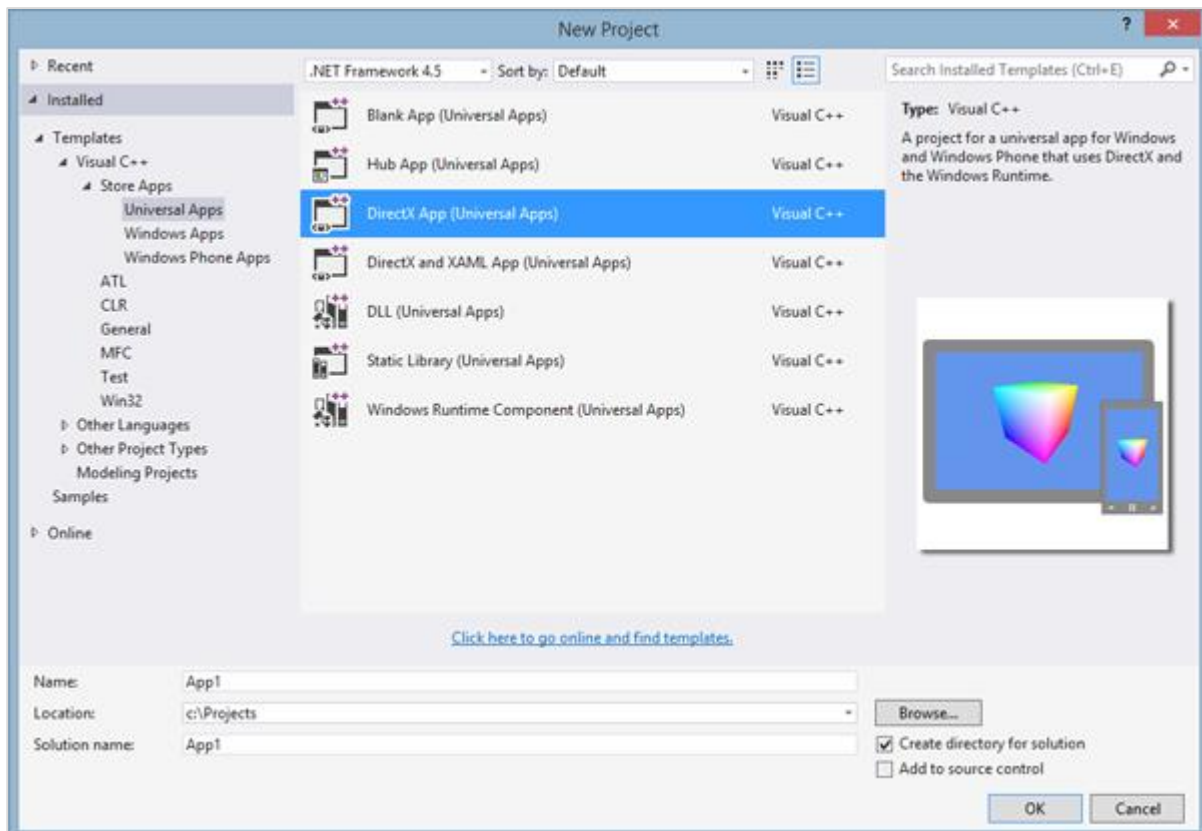 New Project
?
Recent
Installed
Templates
Visual C++
Store Apps
Universal Apps
Windows Apps
Windows Phone Apps
ATL
CLR
General
MFC
Test
Win32
Other Languages
Other Project Types
Modeling Projects
Samples
Online
.NET Framework 4.5 Sort by: Default
Blank App (Universal Apps) Visual C++
Hub App (Universal Apps) Visual C++
DirectX App (Universal Apps) Visual C++
DirectX and XAML App (Universal Apps) Visual C++
DLL (Universal Apps) Visual C++
Static Library (Universal Apps) Visual C++
Windows Runtime Component (Universal Apps) Visual C++
Click here to go online and find templates.
Search Installed Templates (Ctrl+E)
Type: Visual C++
A project for a universal app for Windows
and Windows Phone that uses DirectX and
the Windows Runtime.
Name: App1
Location: c:\Projects
Solution name: App1
Browse...
Create directory for solution
Add to source control
OK Cancel